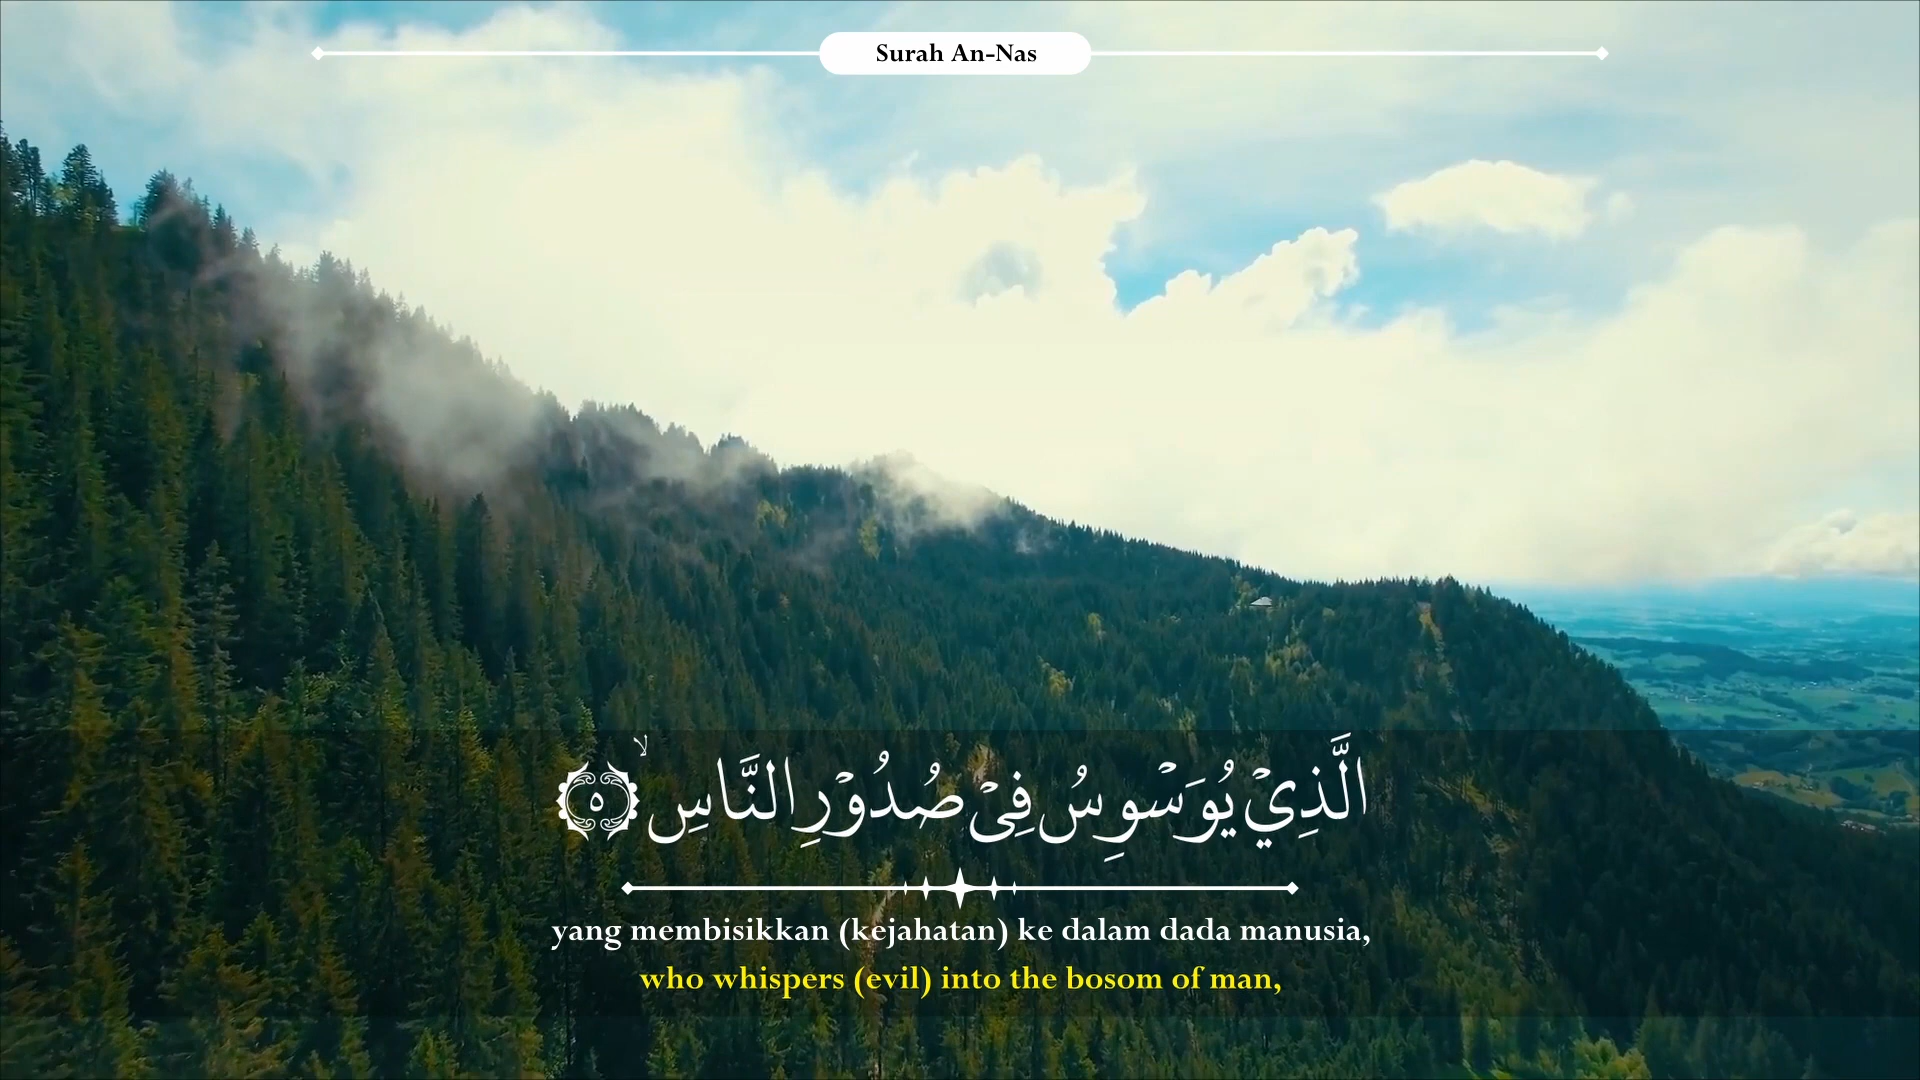 Surah An-Nas
الَّذِيْ يُوَسْوِسُ فِيْ صُدُوْرِ النَّاسِۙ ٥
yang membisikkan (kejahatan) ke dalam dada manusia,
who whispers (evil) into the bosom of man,